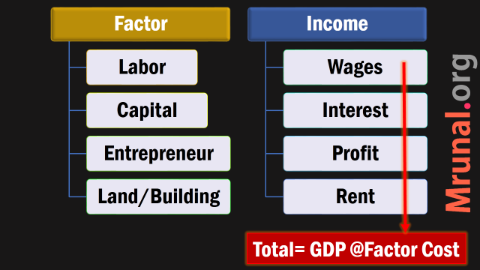 Factor
Income
Labor
Wages
Capital
Interest
Entrepreneur
Profit
Land/Building
Rent
Total= GDP @Factor Cost
Mrunal.org